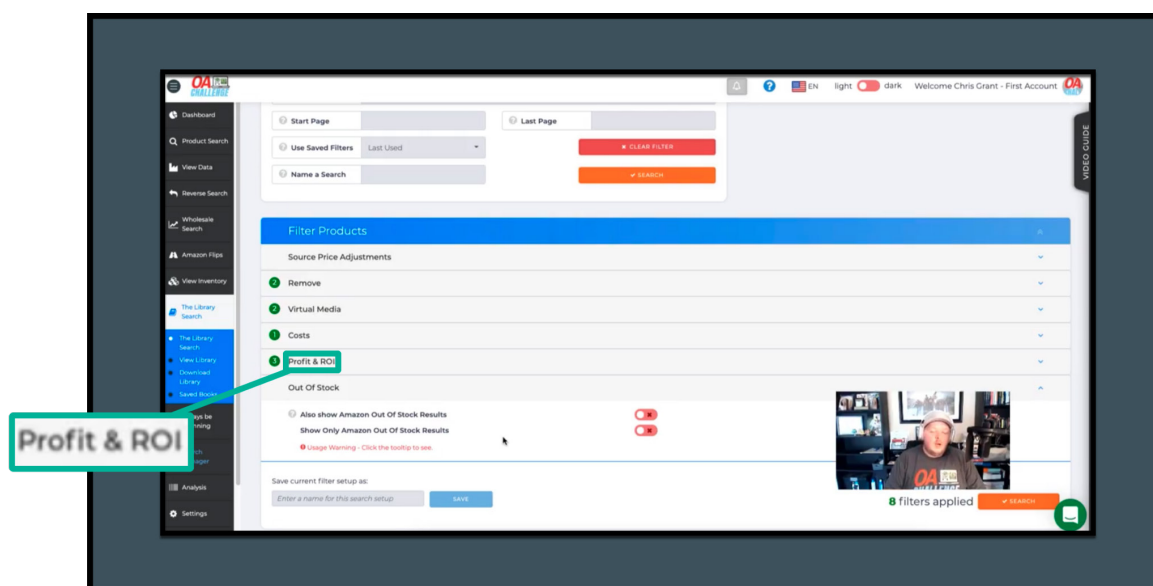 OA
CHALLENGE
EN light dark Welcome Chris Grant - First Account
OA
Dashboard
Product Search
View Data
Reverse Search
Wholesale
Search
Amazon Flips
View Inventory
The Library
Search
The Library
Search
View Library
Download
Library
Saved Books
Analysis
Settings
VIDEO GUIDE
Start Page
Last Page
Use Saved Filters Last Used
CLEAR FILTER
Name a Search
SEARCH
Filter Products
Source Price Adjustments
2 Remove
2 Virtual Media
1 Costs
3 Profit & ROI
Out Of Stock
Also show Amazon Out Of Stock Results
Show Only Amazon Out Of Stock Results
Usage Warning - Click the tooltip to see.
Save current filter setup as:
Enter a name for this search setup
SAVE
OA
CHALLENGE
8 filters applied
SEARCH
Profit & ROI